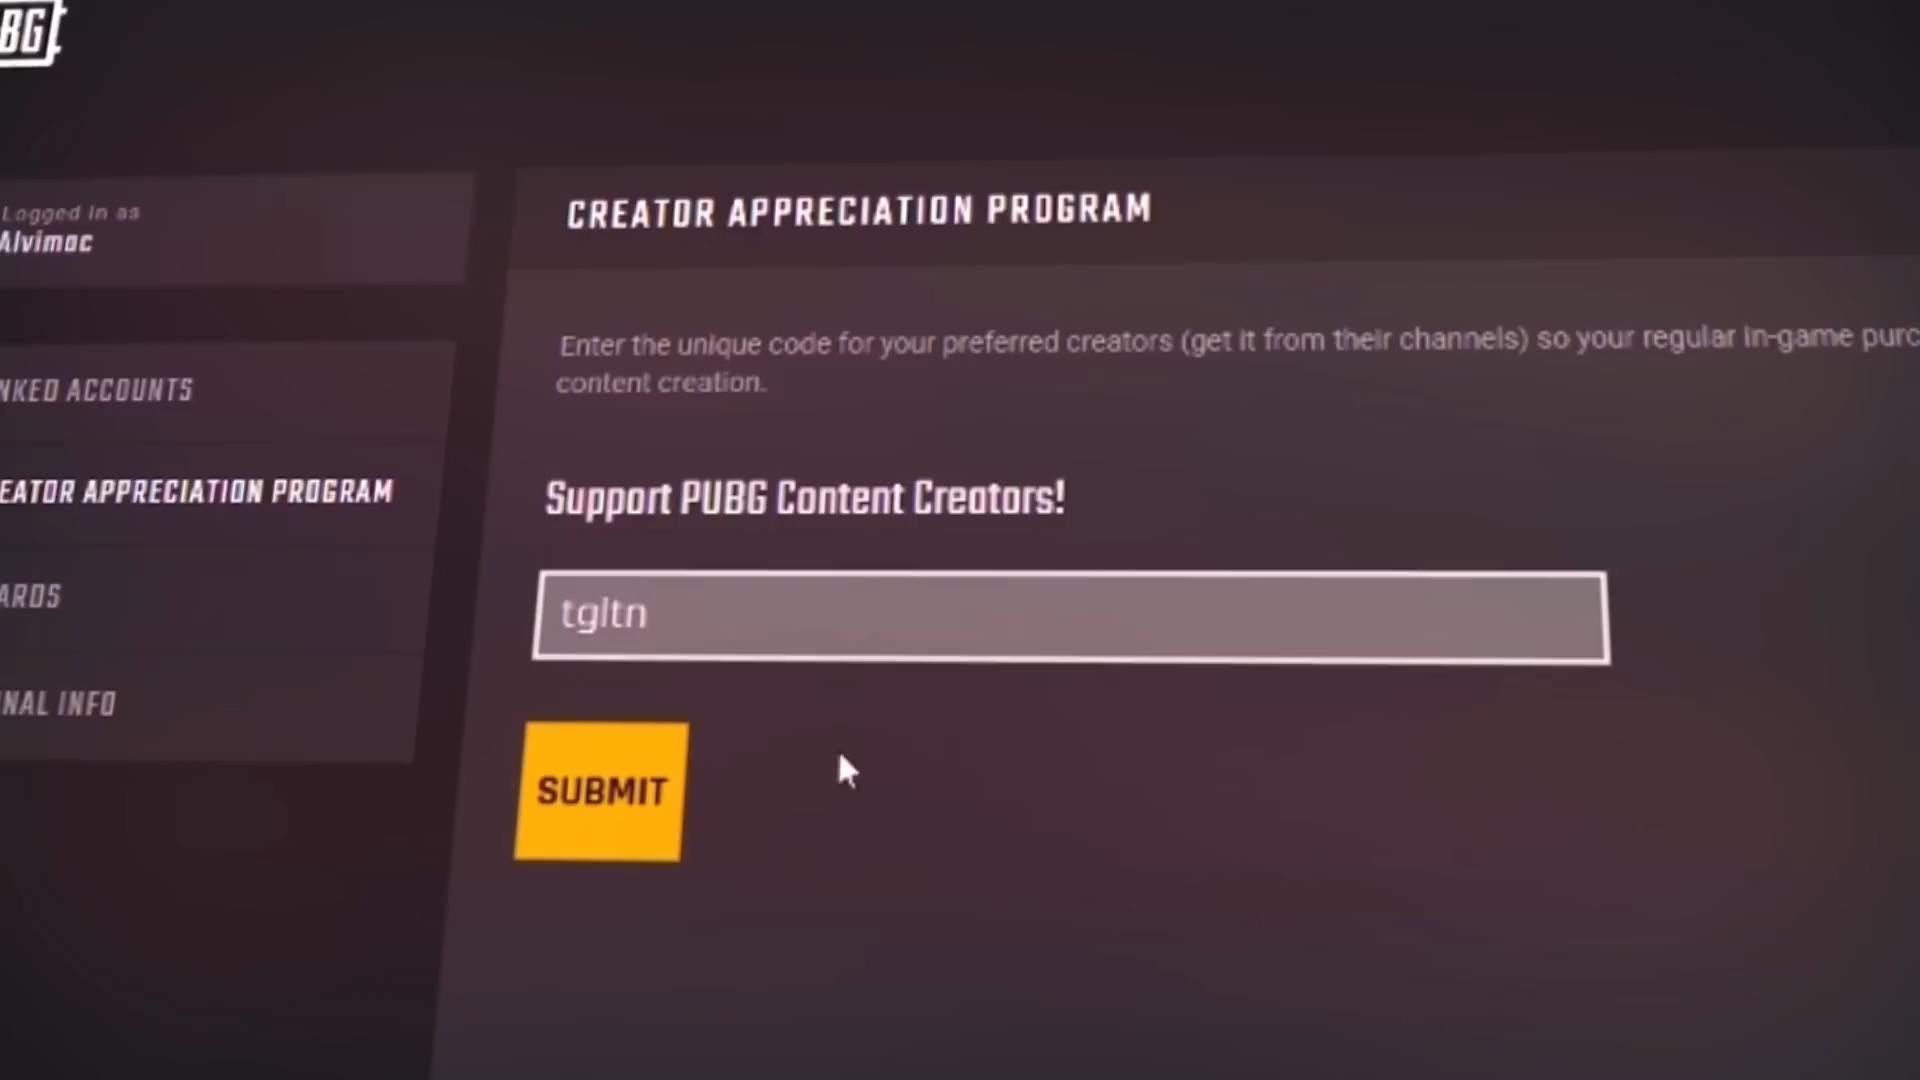 BG
Logged in as
Alvimac
NKED ACCOUNTS
EATOR APPRECIATION PROGRAM
ARDS
NAL INFO
CREATOR APPRECIATION PROGRAM
Enter the unique code for your preferred creators (get it from their channels) so your regular in-game purc
content creation.
Support PUBG Content Creators!
tgltn
SUBMIT